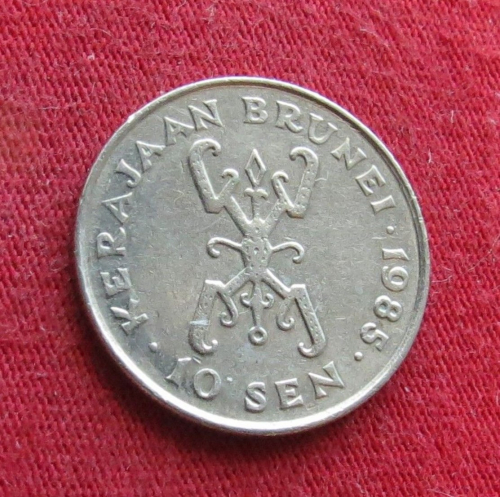 KERAJAAN BRUNEI · 1985 ·
10 SEN ·